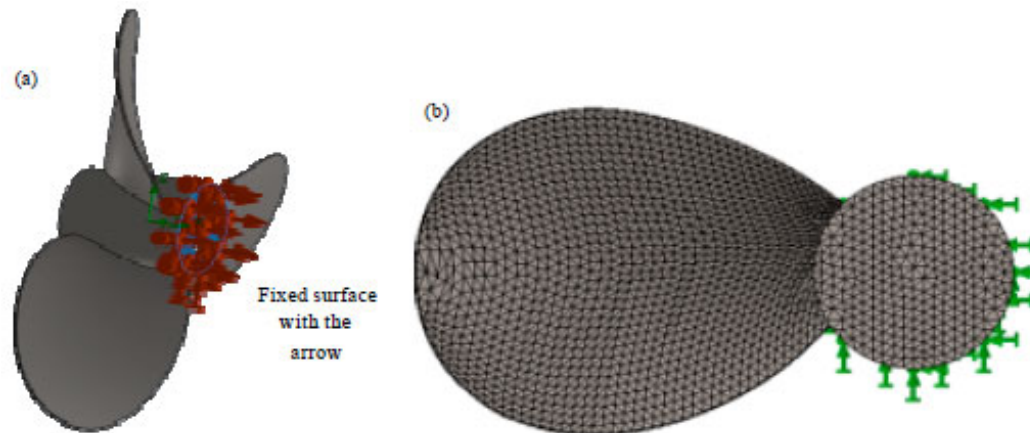 (a)
Fixed surface
with the
arrow
(b)